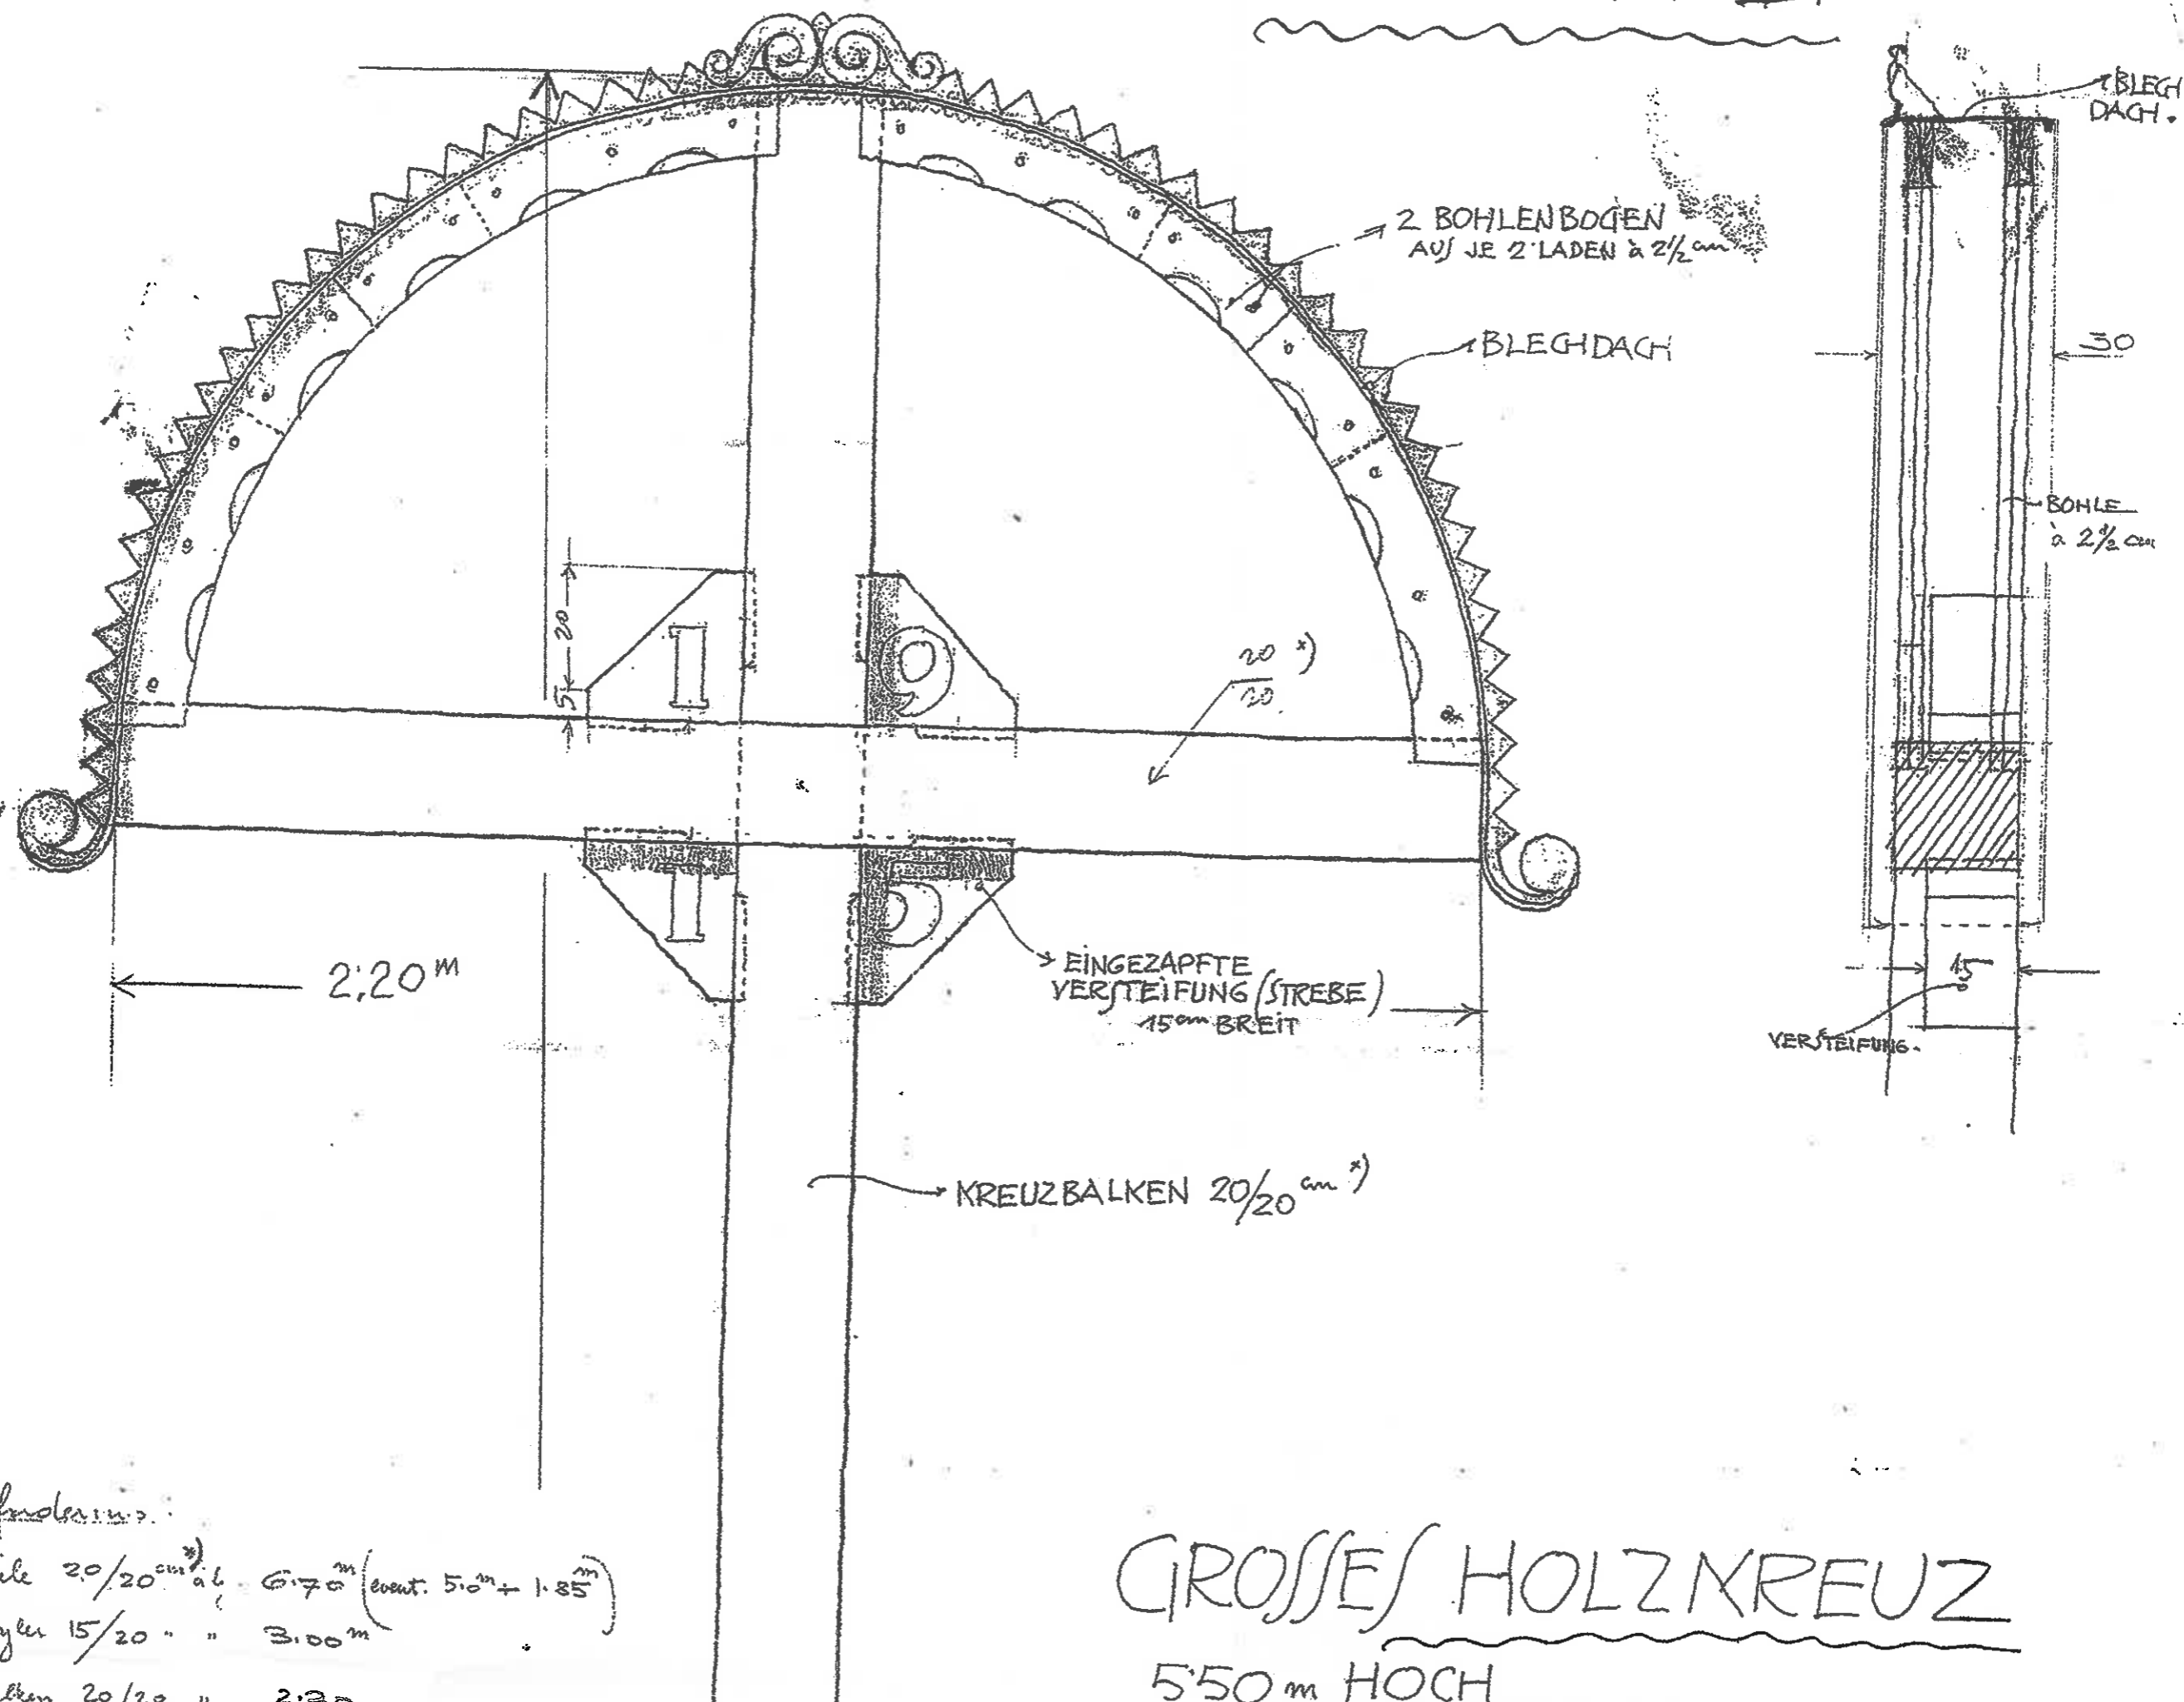 BLECH
DACH.
2 BOHLENBOGEN
AUS JE 2 LADEN à 2½ cm
BLECHDACH
30
BOHLE
à 2½ cm
20
5
20 *)
20
2.20 m
EINGEZAPFTE
VERSTEIFUNG (STREBE)
15 cm BREIT
15
VERSTEIFUNG.
KREUZBALKEN 20/20 cm *)
20/20 cm *) 6.70 m (event. 5.0 m + 1.85 m)
15/20 " " 3.00 m
20/20 "
GROSSES HOLZKREUZ
5.50 m HOCH